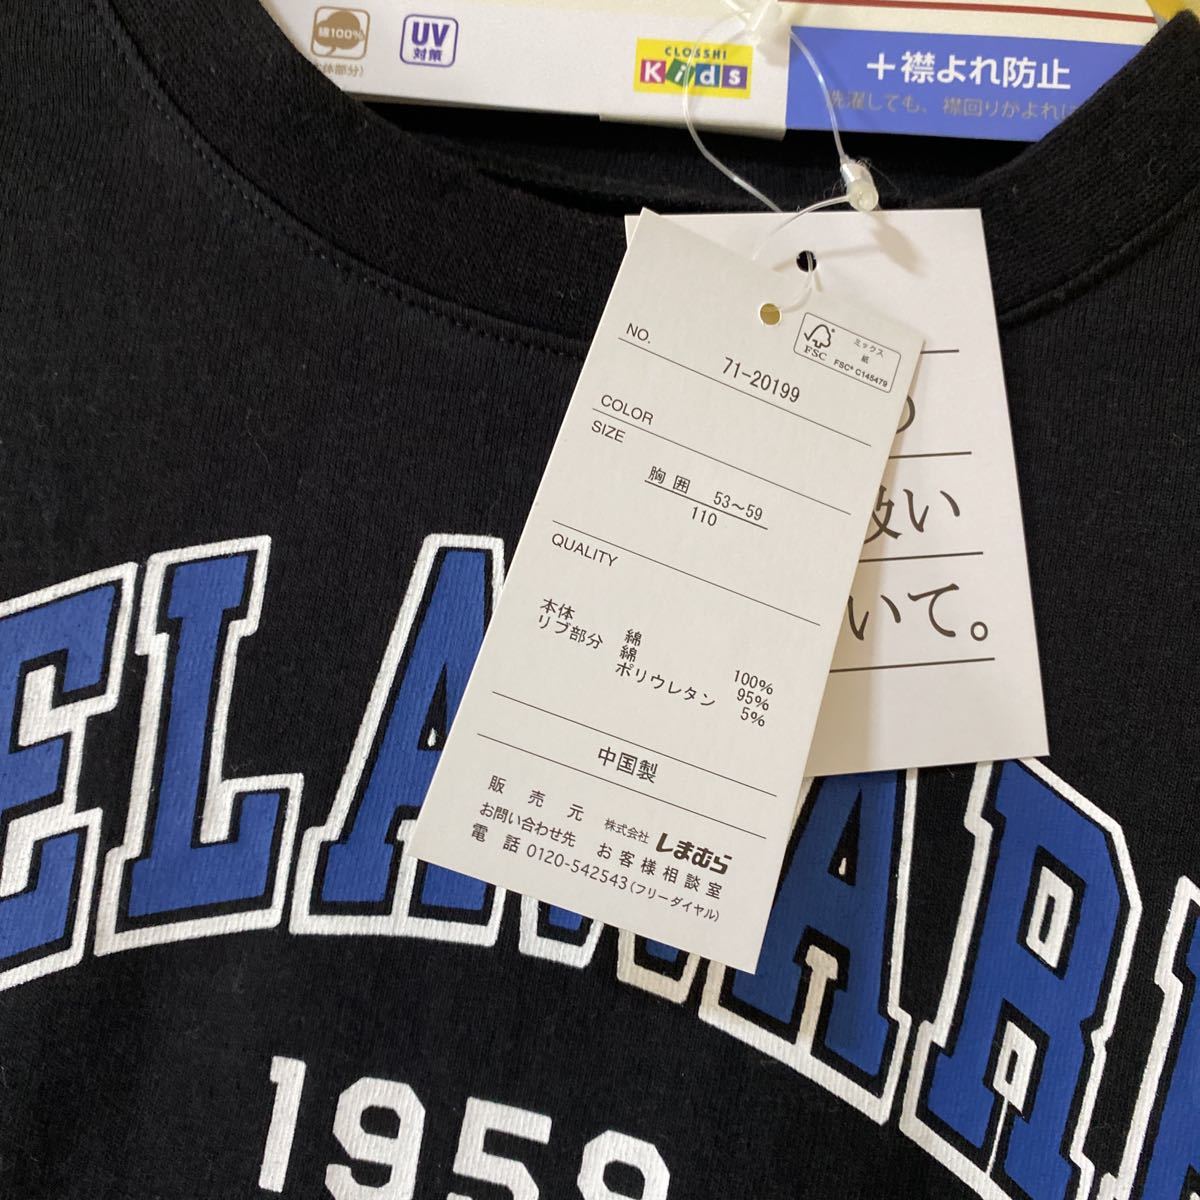 綿100%
UV
対策
CLOSSHI
Kids
+襟よれ防止
洗濯しても、襟回りがよれに
NO.
71-20199
FSC
ミックス
紙
FSC® C145479
COLOR
SIZE
胸囲 53～59
110
QUALITY
本体 綿 100%
リブ部分 綿 95%
ポリウレタン 5%
中国製
販売元 株式会社 しまむら
お問い合わせ先 お客様相談室
電話 0120-542543(フリーダイヤル)
い
いて。
ELA
AR
1959